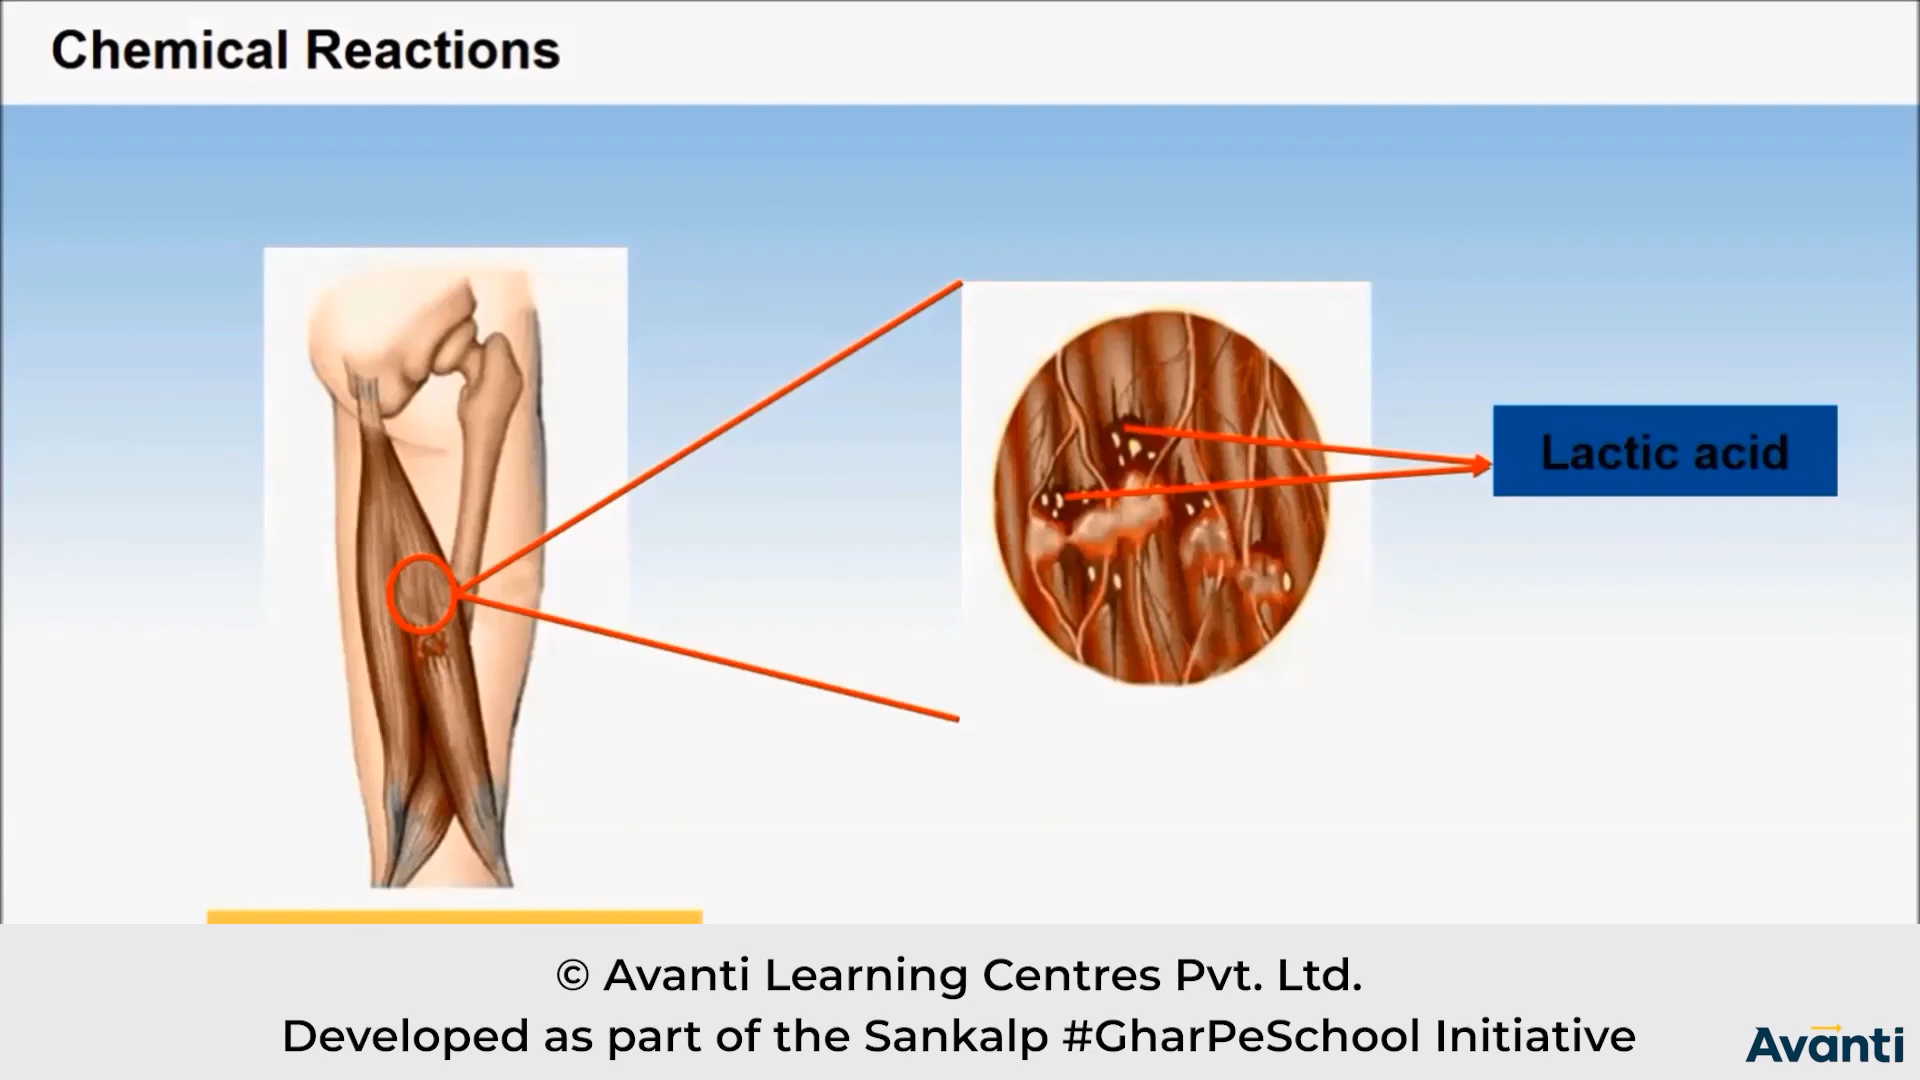 Chemical Reactions
Lactic acid
© Avanti Learning Centres Pvt. Ltd.
Developed as part of the Sankalp #GharPeSchool Initiative
Avanti